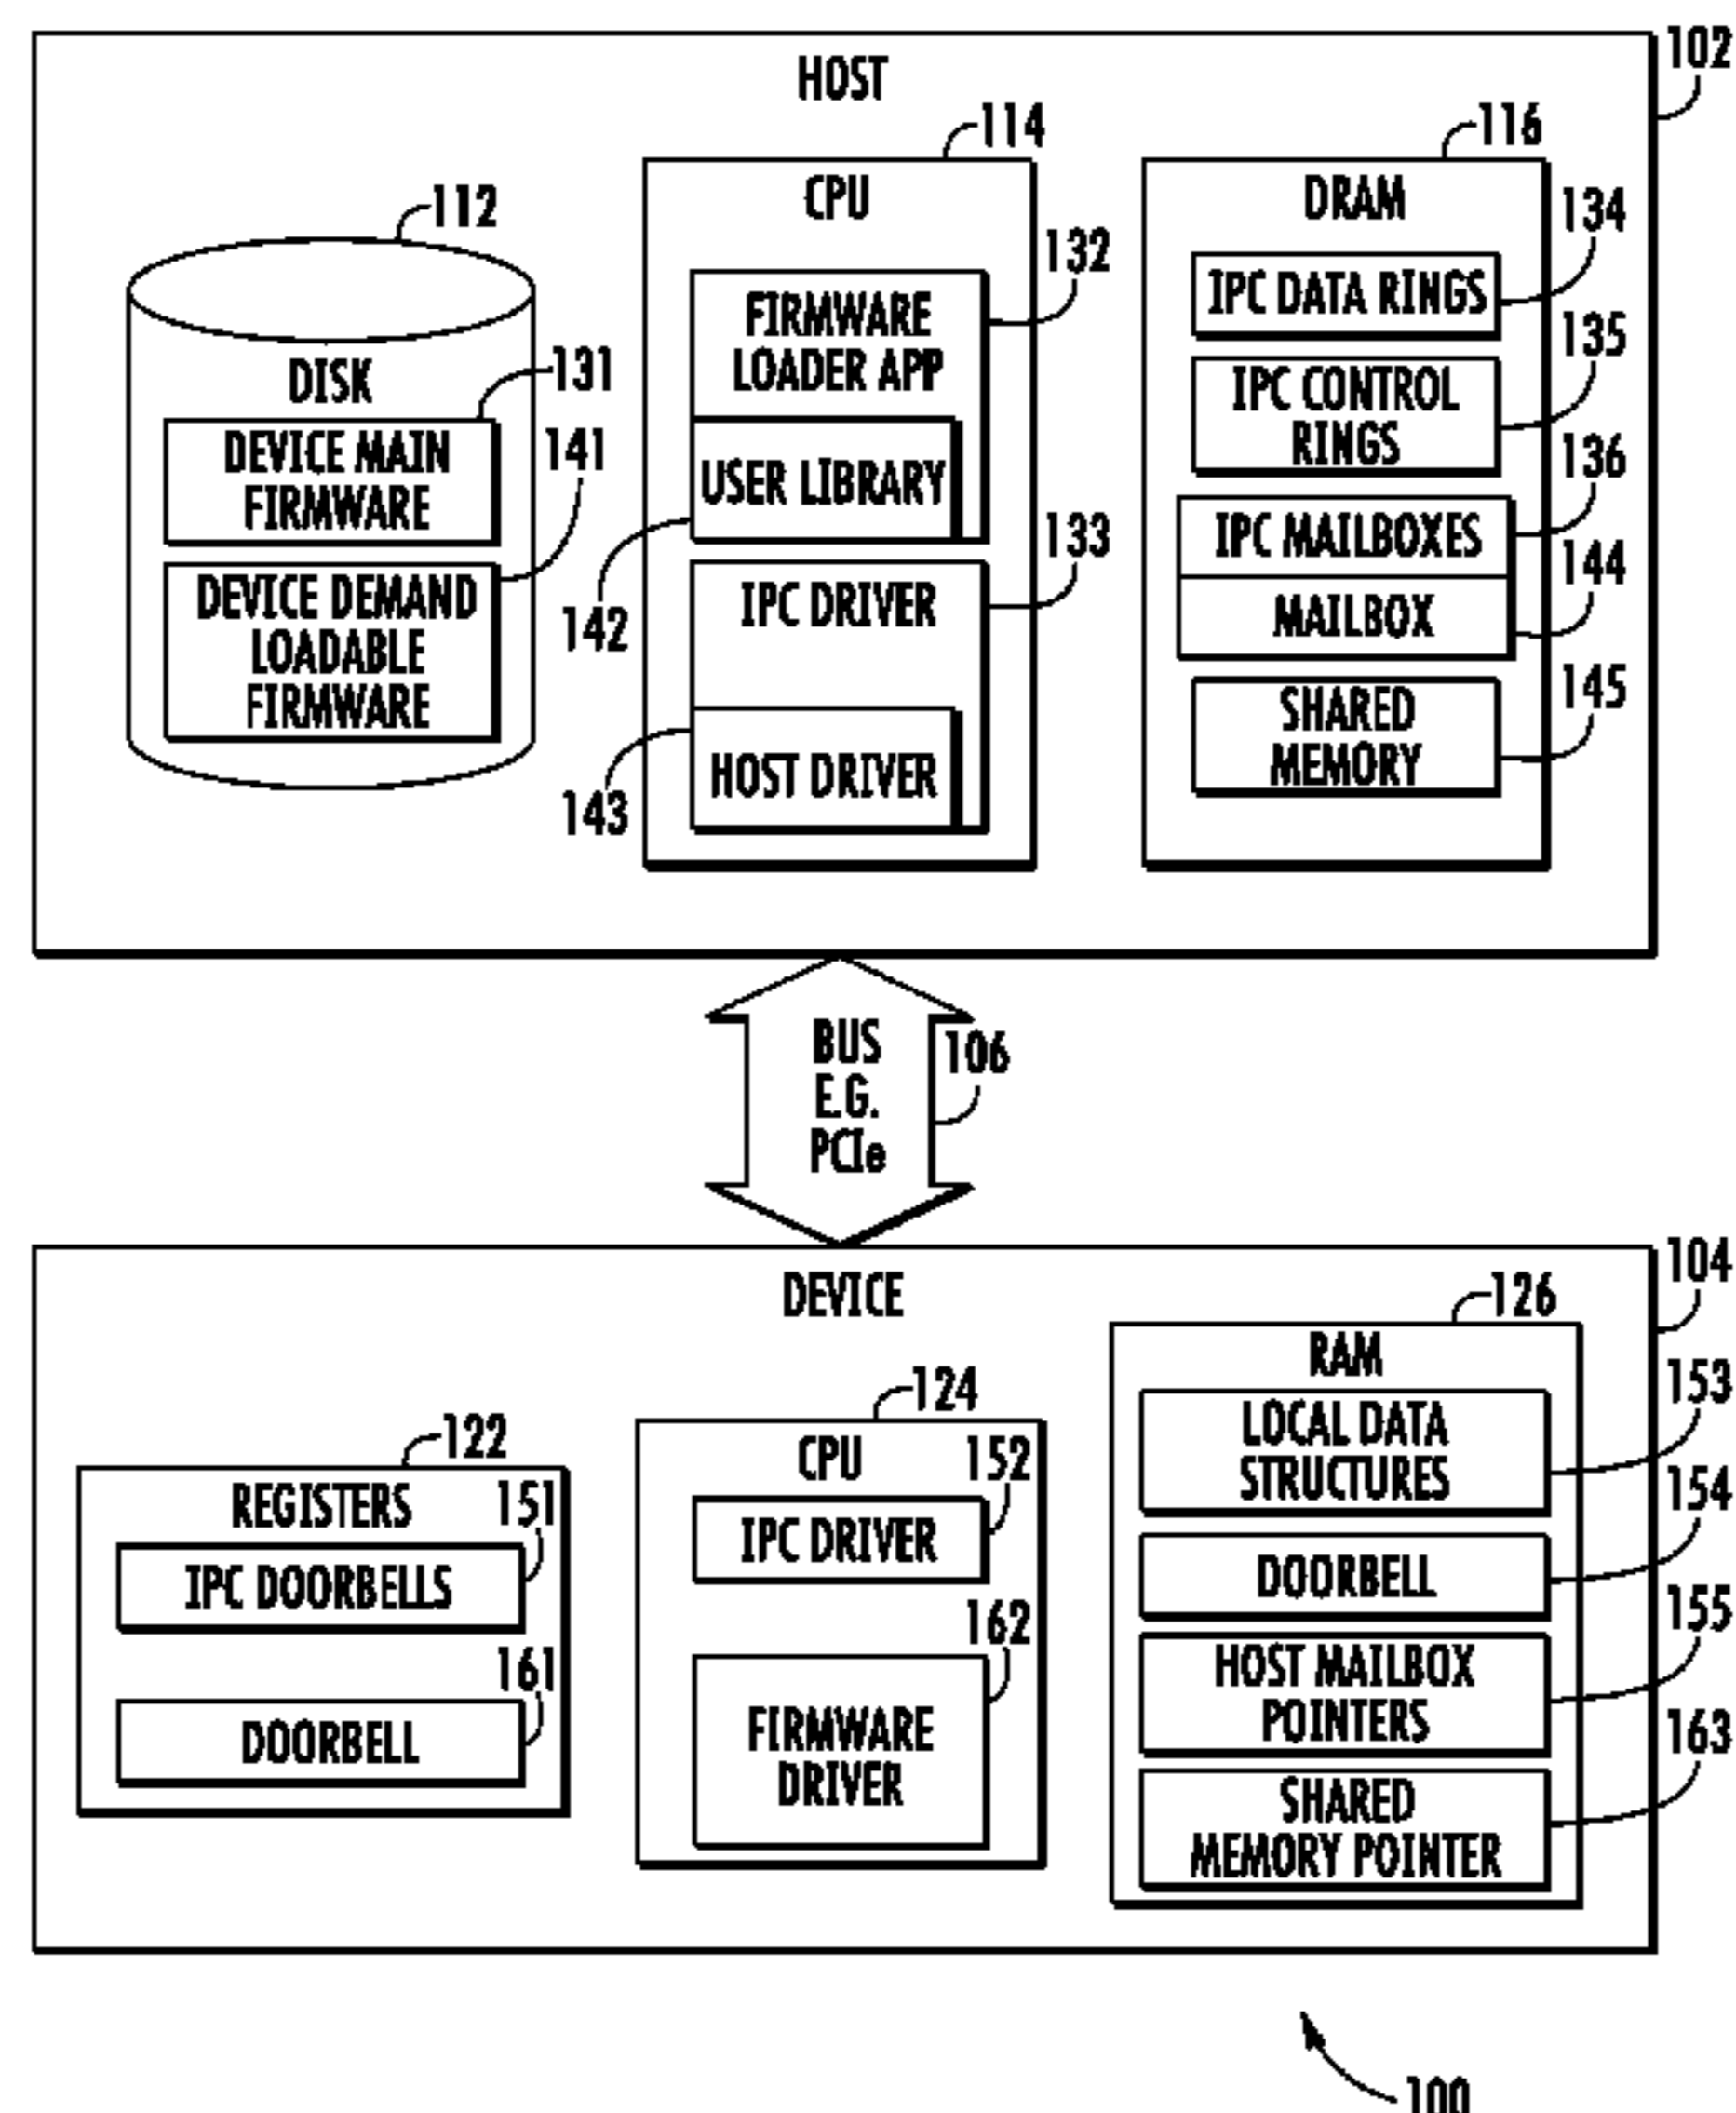 102
HOST
114
116
CPU
DRAM
112
134
132
IPC DATA RINGS
FIRMWARE
LOADER APP
135
DISK
131
IPC CONTROL
RINGS
DEVICE MAIN
FIRMWARE
141
136
USER LIBRARY
133
IPC MAILBOXES
144
DEVICE DEMAND
LOADABLE
FIRMWARE
142
IPC DRIVER
MAILBOX
145
SHARED
MEMORY
HOST DRIVER
143
BUS
E.G.
PCIe
106
104
DEVICE
126
RAM
124
153
LOCAL DATA
STRUCTURES
122
CPU
152
REGISTERS
151
154
IPC DRIVER
IPC DOORBELLS
DOORBELL
155
162
161
HOST MAILBOX
POINTERS
163
DOORBELL
FIRMWARE
DRIVER
SHARED
MEMORY POINTER
100